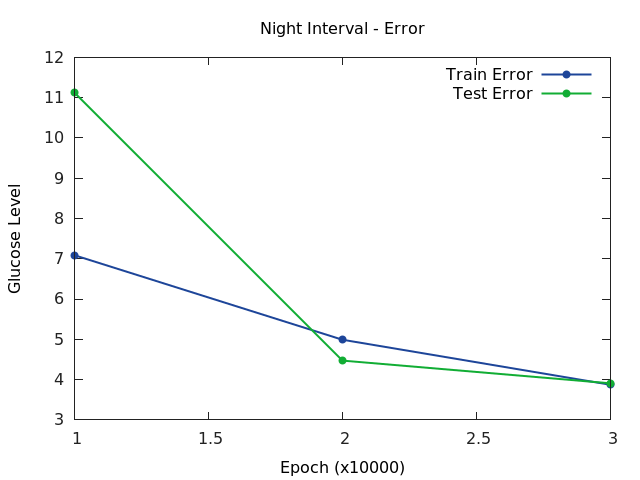 Night Interval - Error
12
11
10
9
8
7
6
5
4
3
Glucose Level
Train Error
Test Error
1 1.5 2 2.5 3
Epoch (x10000)